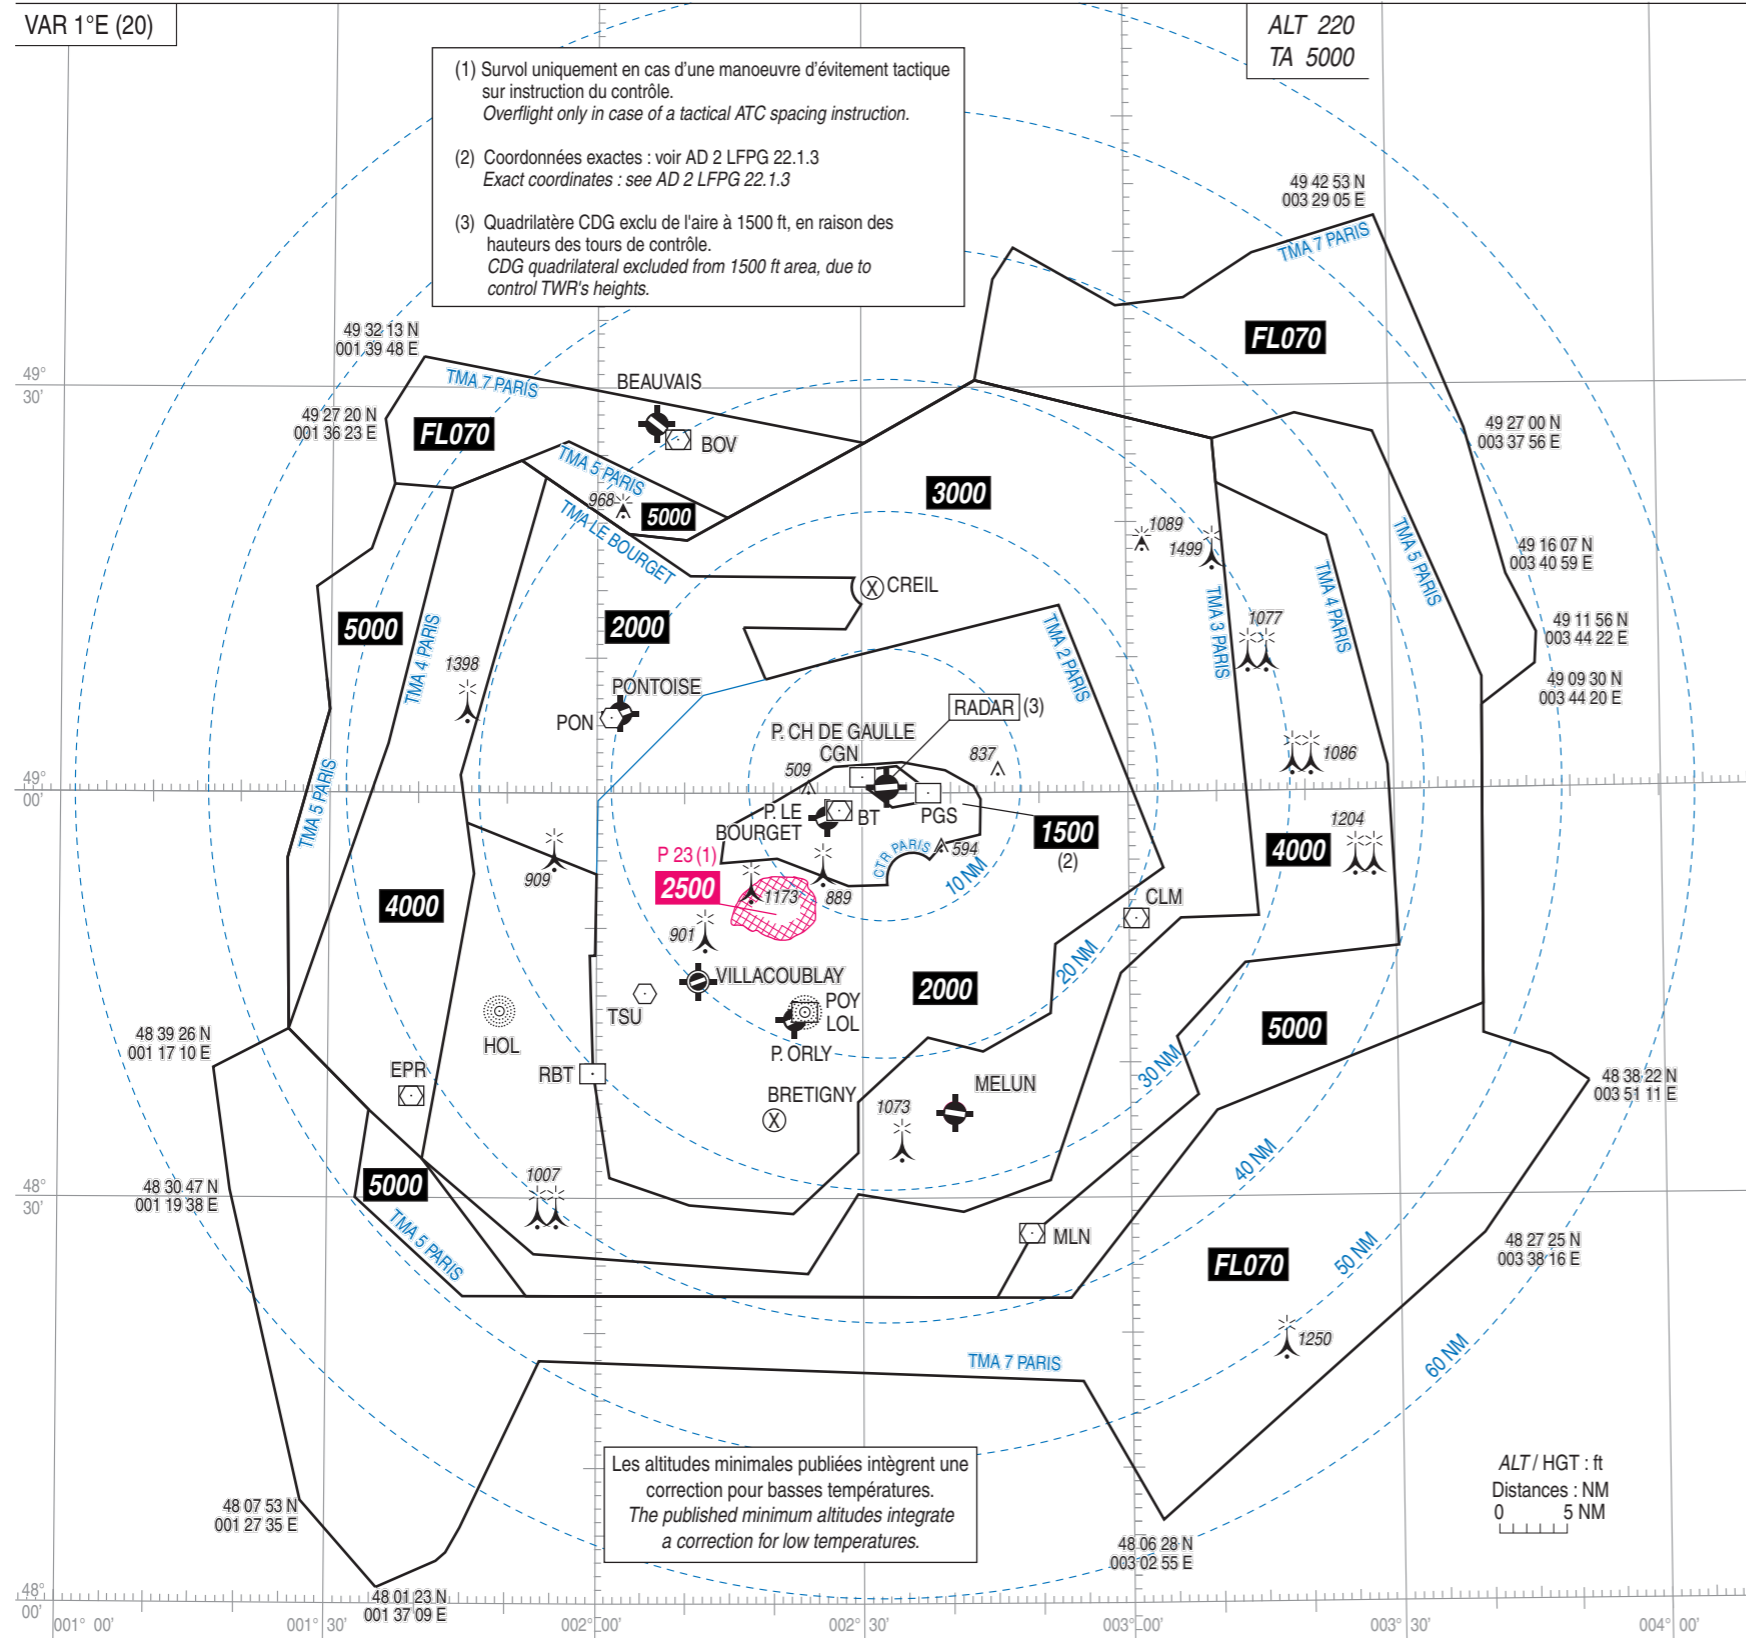 VAR 1°E (20)
ALT 220
TA 5000
(1) Survol uniquement en cas d'une manoeuvre d'évitement tactique
sur instruction du contrôle.
Overflight only in case of a tactical ATC spacing instruction.
(2) Coordonnées exactes : voir AD 2 LFPG 22.1.3
Exact coordinates : see AD 2 LFPG 22.1.3
(3) Quadrilatère CDG exclu de l'aire à 1500 ft, en raison des
hauteurs des tours de contrôle.
CDG quadrilateral excluded from 1500 ft area, due to
control TWR's heights.
49 42 53 N
003 29 05 E
TMA 7 PARIS
FL070
49 32 13 N
001 39 48 E
TMA 7 PARIS
BEAUVAIS
BOV
49°
30'
49 27 20 N
001 36 23 E
FL070
49 27 00 N
003 37 56 E
TMA 5 PARIS
968
5000
3000
TMA LE BOURGET
1089
1499
TMA 5 PARIS
49 16 07 N
003 40 59 E
CREIL
TMA 3 PARIS
TMA 4 PARIS
5000
TMA 4 PARIS
2000
TMA 2 PARIS
1077
49 11 56 N
003 44 22 E
1398
PONTOISE
PON
49 09 30 N
003 44 20 E
RADAR (3)
P. CH DE GAULLE
CGN
837
1086
509
49°
00'
TMA 5 PARIS
P. LE
BOURGET
BT
PGS
1500
(2)
1204
4000
CTR PARIS
594
10 NM
P 23 (1)
2500
909
1173
889
4000
901
CLM
VILLACOUBLAY
20 NM
2000
TSU
POY
LOL
HOL
P. ORLY
5000
48 39 26 N
001 17 10 E
EPR
RBT
30 NM
BRETIGNY
MELUN
1073
48 38 22 N
003 51 11 E
40 NM
48°
30'
48 30 47 N
001 19 38 E
5000
1007
TMA 5 PARIS
MLN
50 NM
48 27 25 N
003 38 16 E
FL070
1250
60 NM
TMA 7 PARIS
Les altitudes minimales publiées intègrent une
correction pour basses températures.
The published minimum altitudes integrate
a correction for low temperatures.
ALT / HGT : ft
Distances : NM
0 5 NM
48 07 53 N
001 27 35 E
48 06 28 N
003 02 55 E
48°
00'
48 01 23 N
001 37 09 E
001° 00'
001° 30'
002° 00'
002° 30'
003° 00'
003° 30'
004° 00'